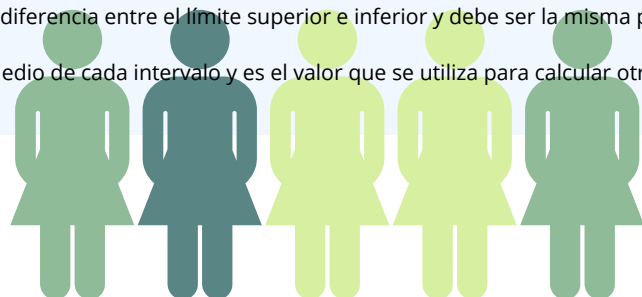 diferencia entre el límite superior e inferior y debe ser la misma
edio de cada intervalo y es el valor que se utiliza para calcular